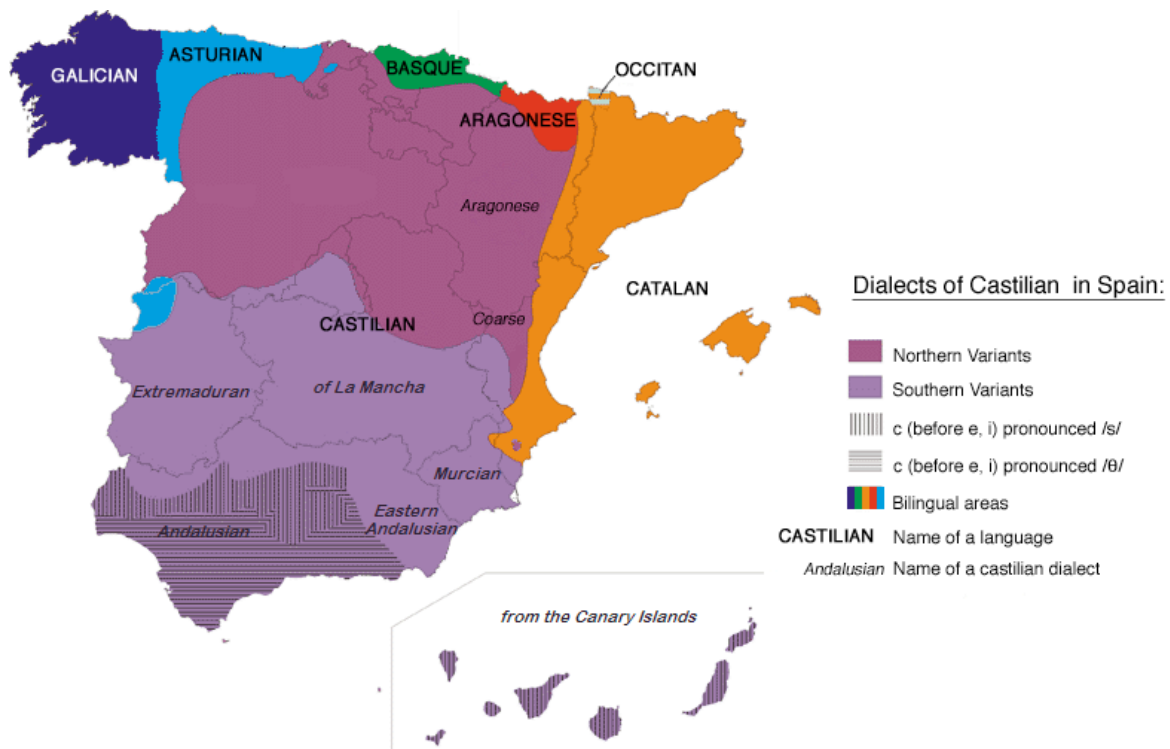 GALICIAN
ASTURIAN
BASQUE
OCCITAN
ARAGONESE
Aragonese
CATALAN
CASTILIAN
Coarse
Extremaduran
of La Mancha
Murcian
Andalusian
Eastern
Andalusian
from the Canary Islands
Dialects of Castilian in Spain:
Northern Variants
Southern Variants
c (before e, i) pronounced /s/
c (before e, i) pronounced /θ/
Bilingual areas
CASTILIAN Name of a language
Andalusian Name of a castilian dialect